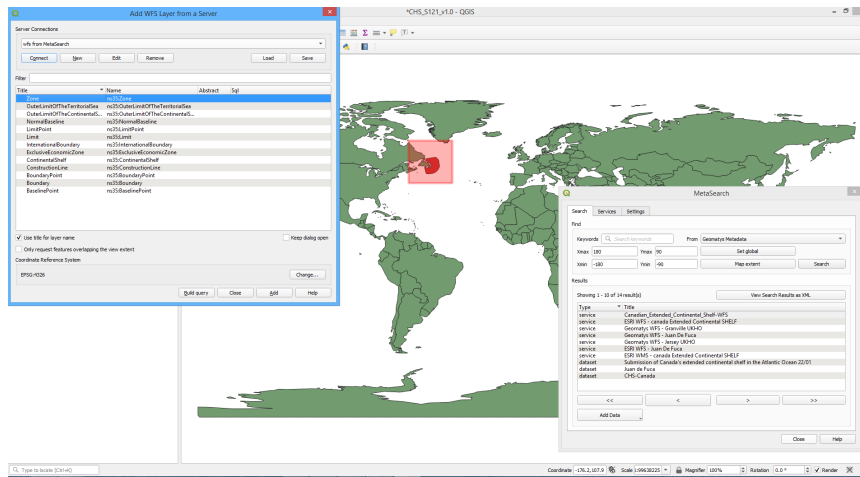 Add WFS Layer from a Server
*CHS_S121_v1.0 - QGIS
Server Connections
wfs from MetaSearch
Connect New Edit Remove Load Save
Filter
Title Name Abstract Sql
Zone ns35:Zone
OuterLimitOfTheTerritorialSea ns35:OuterLimitOfTheTerritorialSea
OuterLimitOfTheContinentalS... ns35:OuterLimitOfTheContinentalS...
NormalBaseline ns35:NormalBaseline
LimitPoint ns35:LimitPoint
Limit ns35:Limit
InternationalBoundary ns35:InternationalBoundary
ExclusiveEconomicZone ns35:ExclusiveEconomicZone
ContinentalShelf ns35:ContinentalShelf
ConstructionLine ns35:ConstructionLine
BoundaryPoint ns35:BoundaryPoint
Boundary ns35:Boundary
BaselinePoint ns35:BaselinePoint
Use title for layer name Keep dialog open
Only request features overlapping the view extent
Coordinate Reference System
EPSG:4326 Change...
Build query Close Add Help
MetaSearch
Search Services Settings
Find
Keywords Search keywords From Geomatys Metadata
Xmax 180 Ymax 90 Set global
Xmin -180 Ymin -90 Map extent Search
Results
Showing 1 - 10 of 14 result(s) View Search Results as XML
Type Title
service Canadian_Extended_Continental_Shelf-WFS
service ESRI WFS - canada Extended Continental SHELF
service Geomatys WFS - Granville UKHO
service Geomatys WFS - Jersey UKHO
service ESRI WFS - Juan De Fuca
service ESRI WMS - canada Extended Continental SHELF
dataset Submission of Canada's extended continental shelf in the Atlantic Ocean 22/01
dataset Juan de Fuca
dataset CHS-Canada
<< < > >>
Add Data
Close Help
Type to locate (Ctrl+K)
Coordinate -176.2,107.9 Scale 1:99638225 Magnifier 100% Rotation 0.0 ° Render